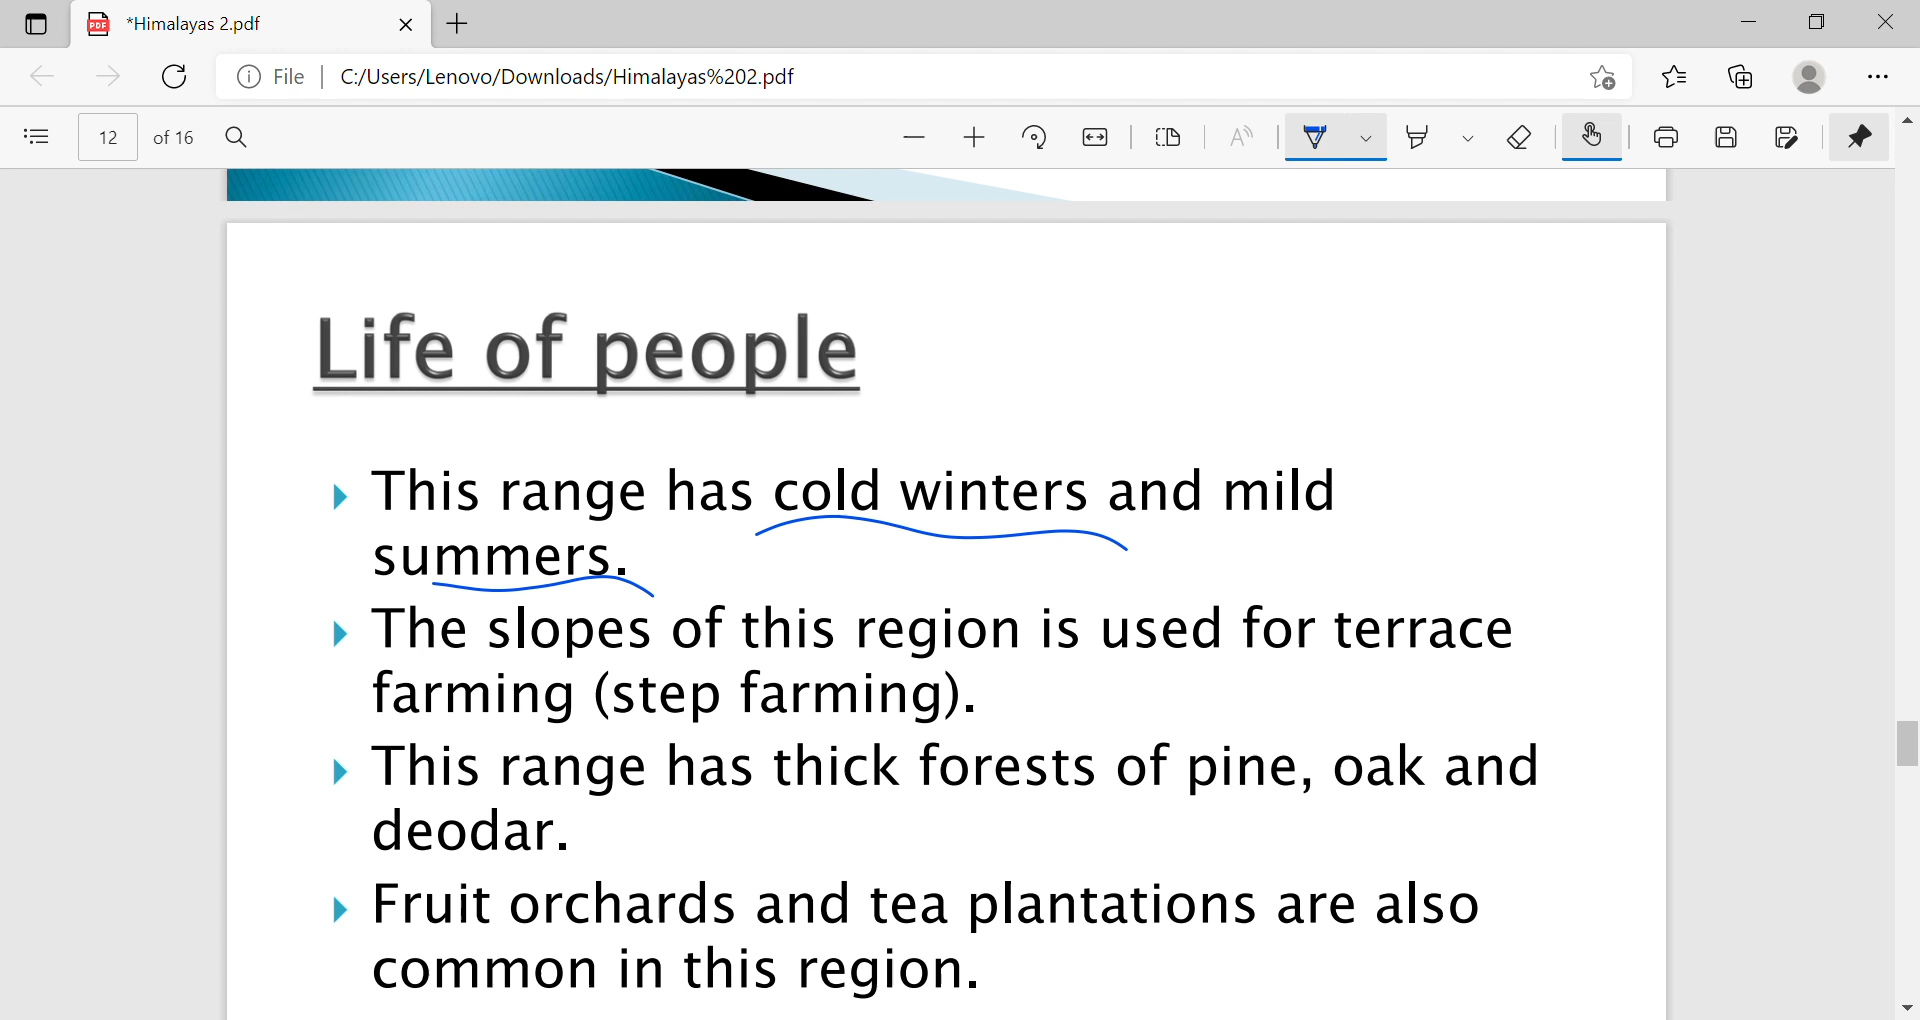 *Himalayas 2.pdf
File
C:/Users/Lenovo/Downloads/Himalayas%202.pdf
12 of 16
Life of people
This range has cold winters and mild
summers.
The slopes of this region is used for terrace
farming (step farming).
This range has thick forests of pine, oak and
deodar.
Fruit orchards and tea plantations are also
common in this region.